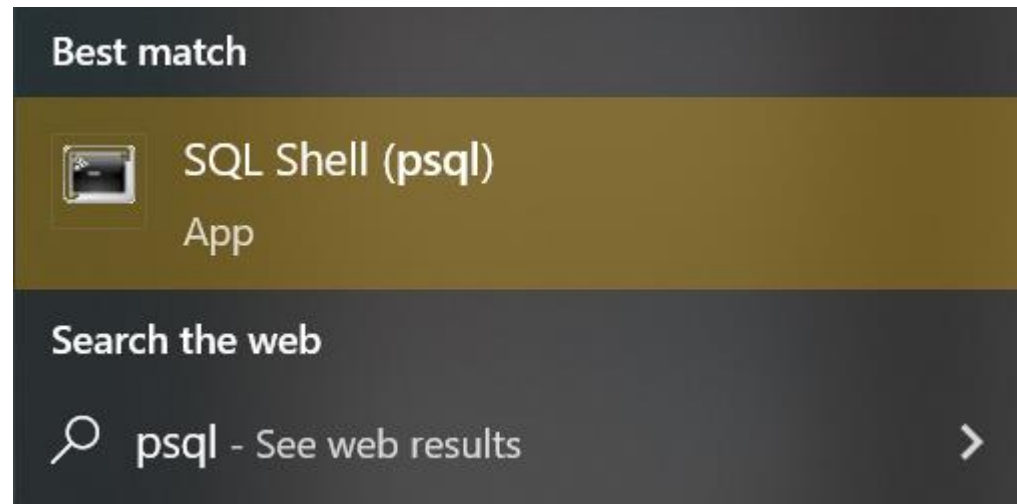 Best match
SQL Shell (psql)
App
Search the web
psql - See web results